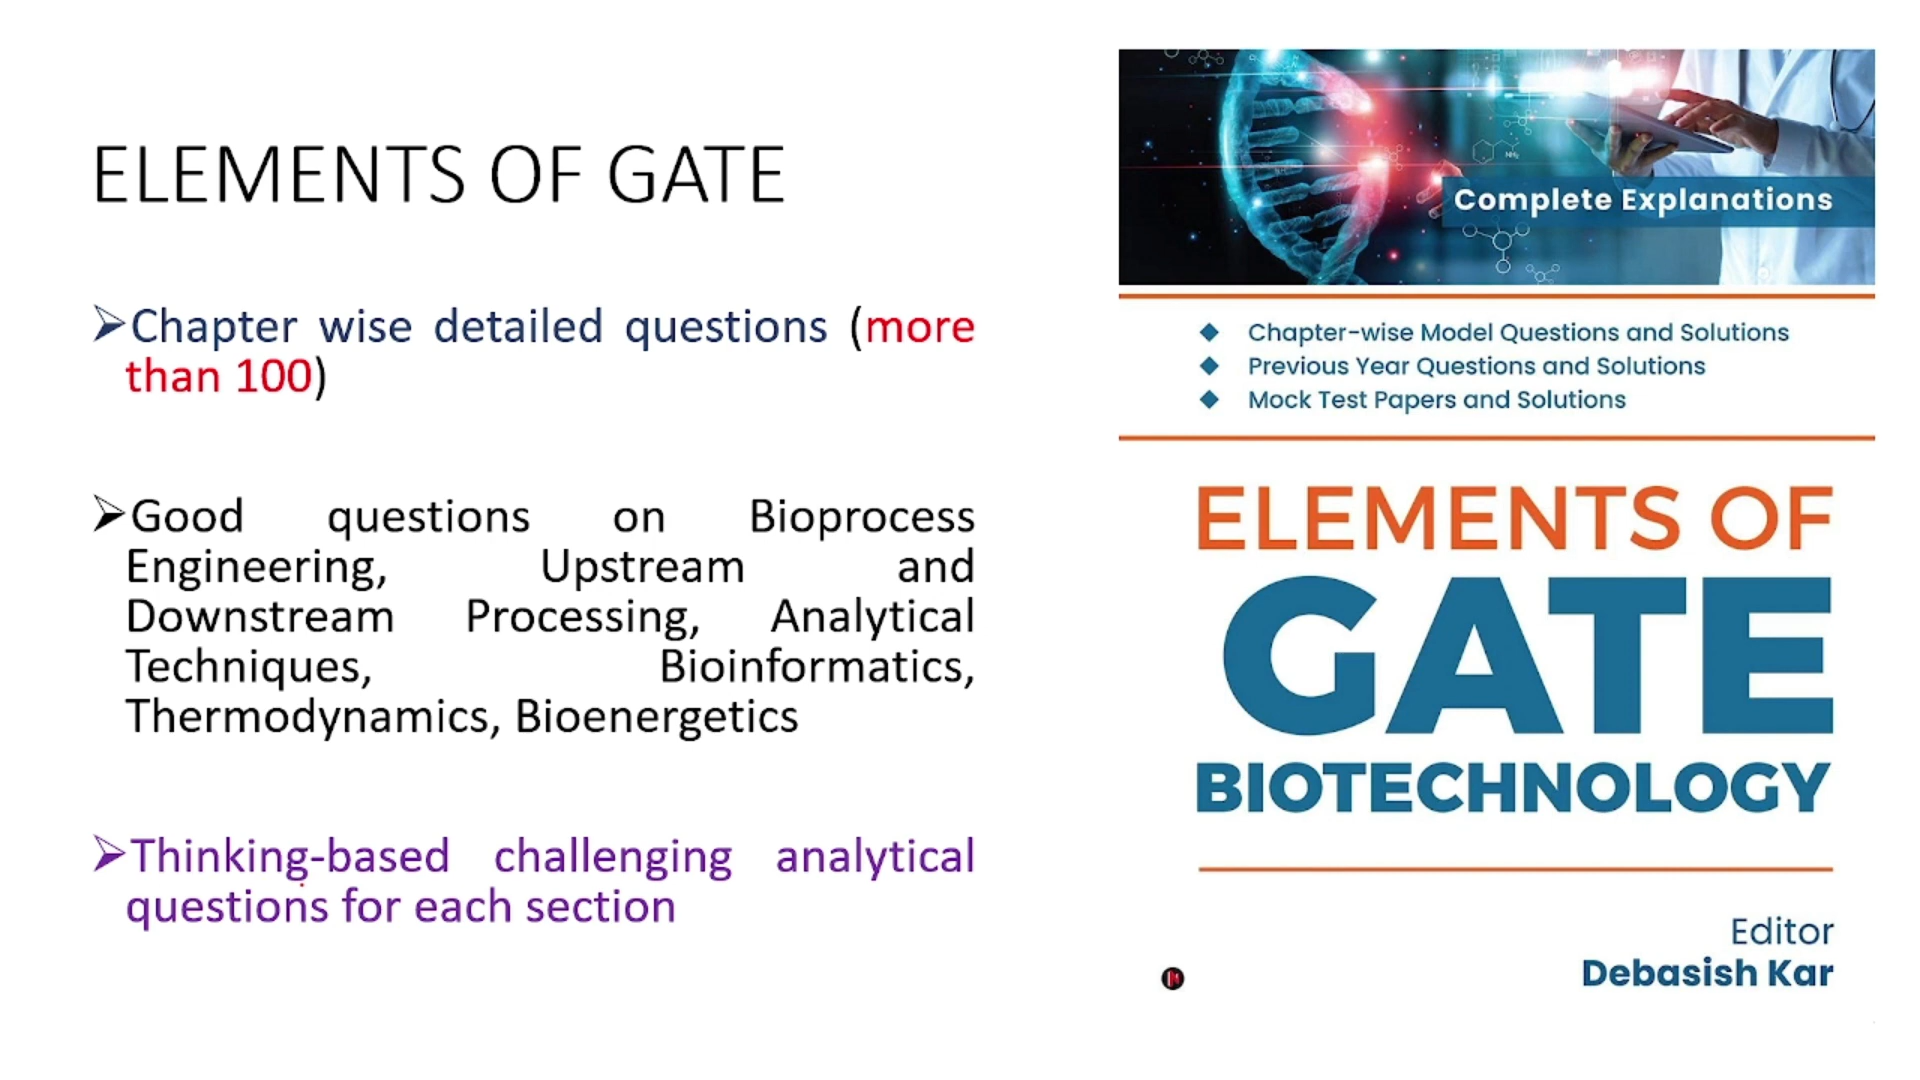 ELEMENTS OF GATE
➢Chapter wise detailed questions (more
than 100)
➢Good questions on Bioprocess
Engineering, Upstream and
Downstream Processing, Analytical
Techniques, Bioinformatics,
Thermodynamics, Bioenergetics
➢Thinking-based challenging analytical
questions for each section
Complete Explanations
◆ Chapter-wise Model Questions and Solutions
◆ Previous Year Questions and Solutions
◆ Mock Test Papers and Solutions
ELEMENTS OF
GATE
BIOTECHNOLOGY
Editor
Debasish Kar